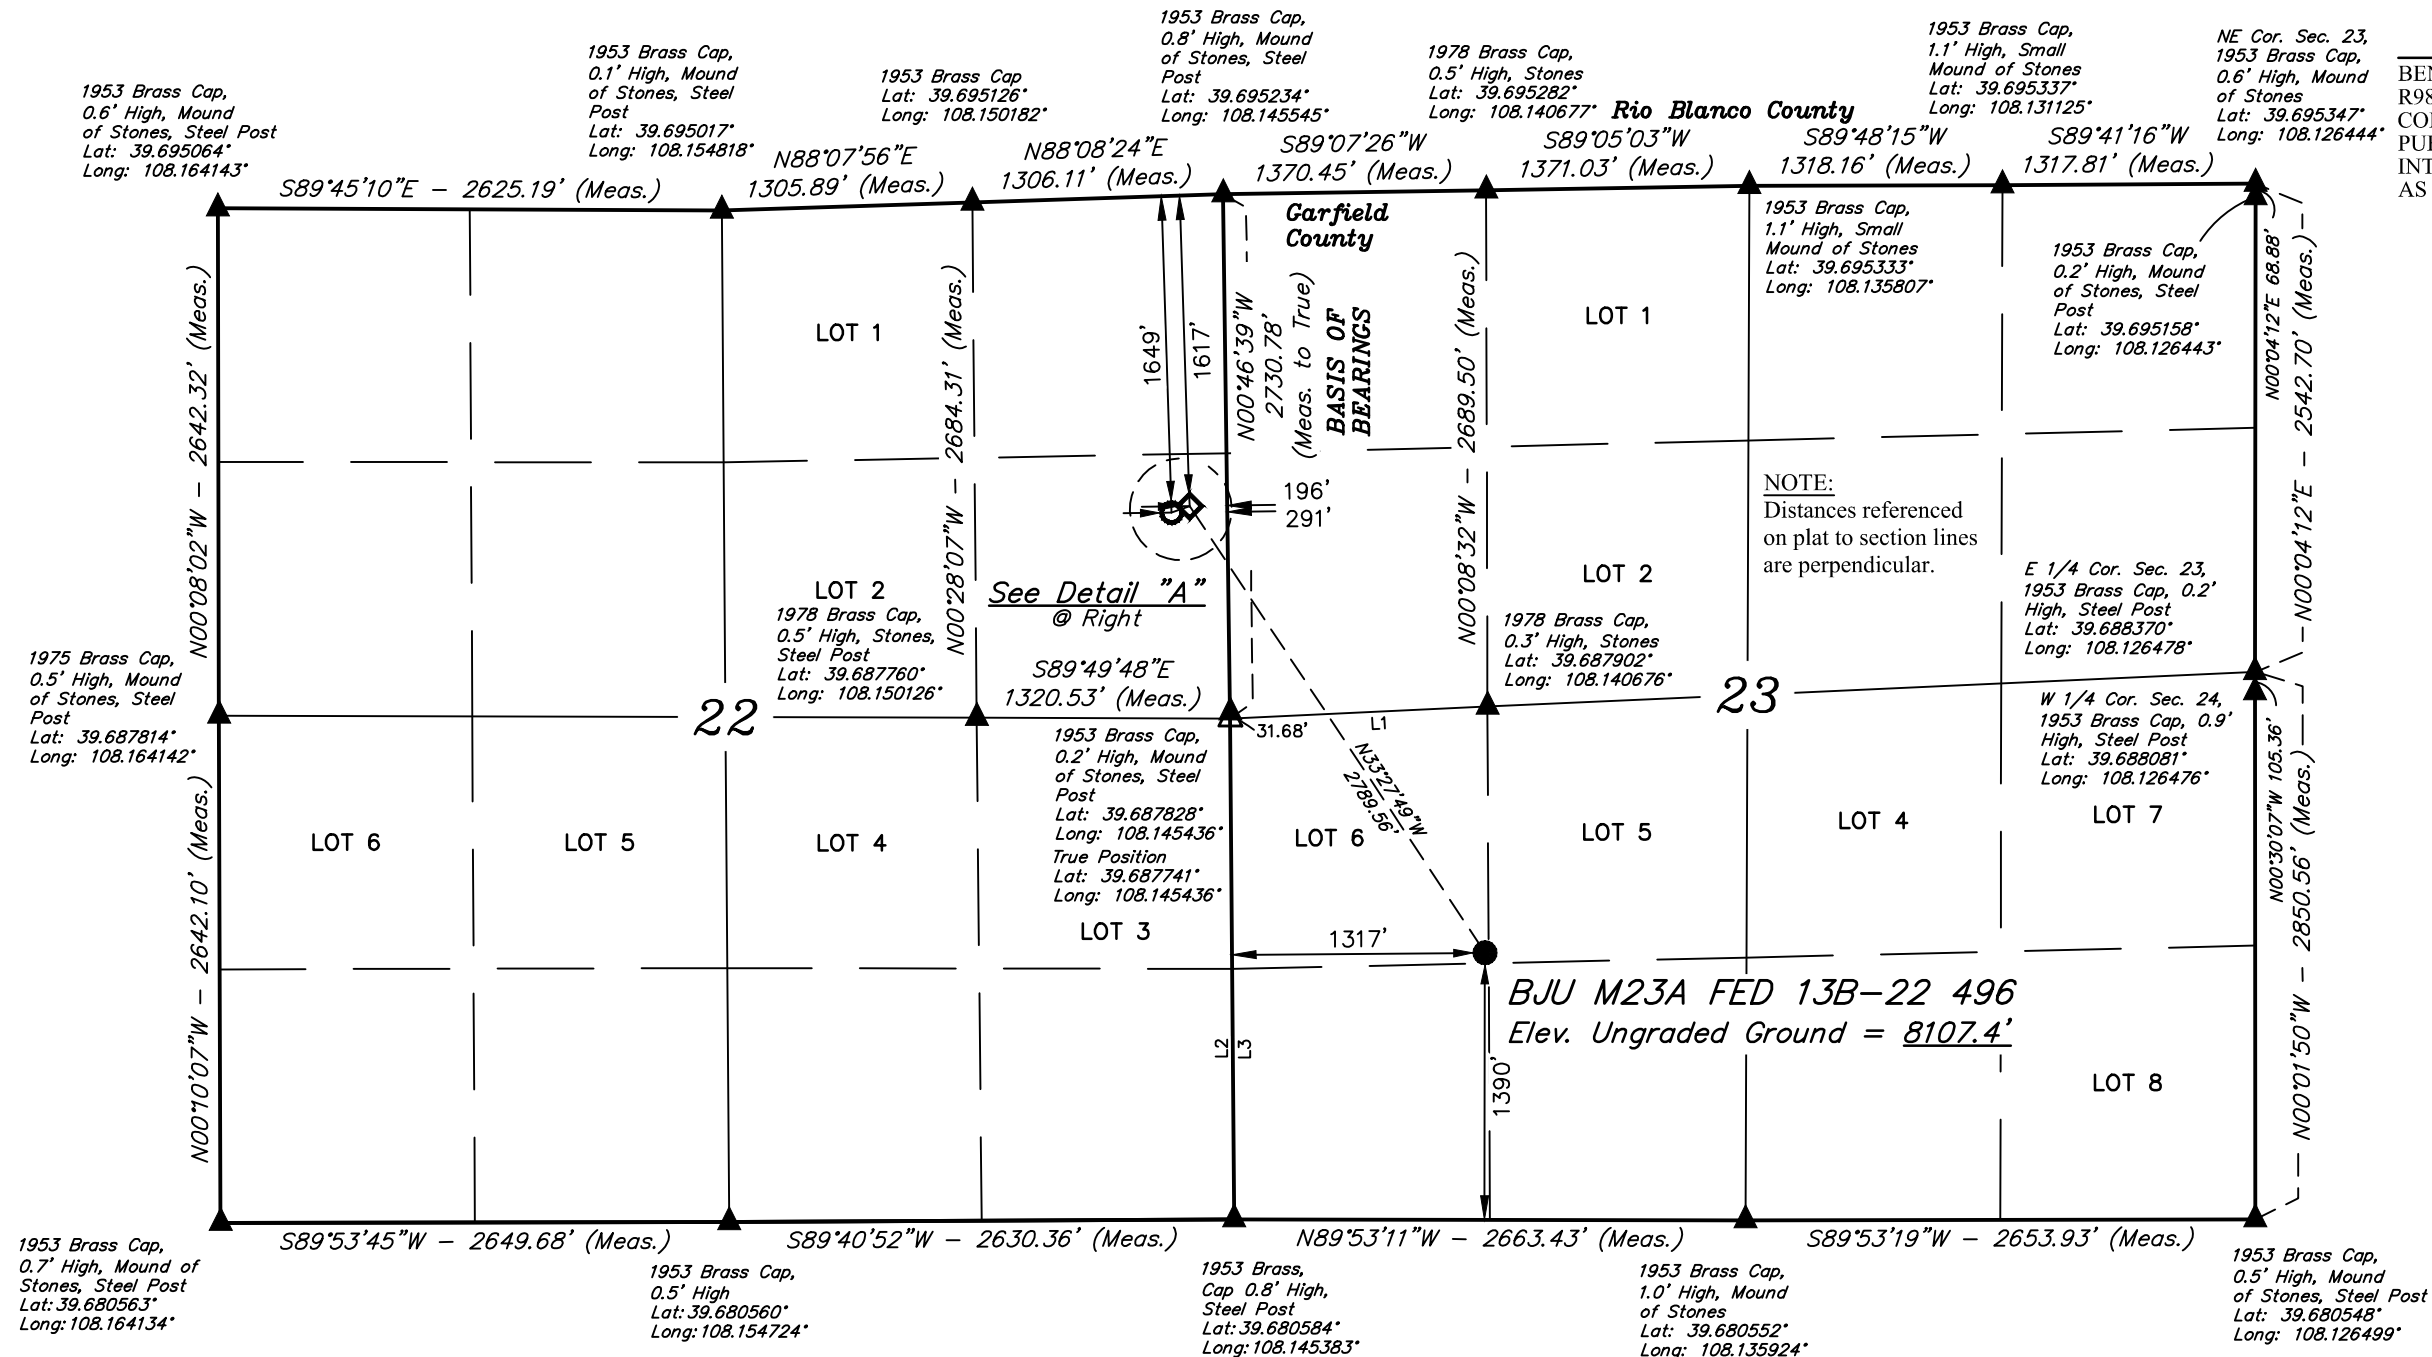 1953 Brass Cap,
0.6' High, Mound
of Stones, Steel Post
Lat: 39.695064°
Long: 108.164143°
1953 Brass Cap,
0.1' High, Mound
of Stones, Steel
Post
Lat: 39.695017°
Long: 108.154818°
1953 Brass Cap
Lat: 39.695126°
Long: 108.150182°
1953 Brass Cap,
0.8' High, Mound
of Stones, Steel
Post
Lat: 39.695234°
Long: 108.145545°
1978 Brass Cap,
0.5' High, Stones
Lat: 39.695282°
Long: 108.140677°
Rio Blanco County
1953 Brass Cap,
1.1' High, Small
Mound of Stones
Lat: 39.695337°
Long: 108.131125°
NE Cor. Sec. 23,
1953 Brass Cap,
0.6' High, Mound
of Stones
Lat: 39.695347°
Long: 108.126444°
R98
INT
AS
S89°45'10"E – 2625.19' (Meas.)
N88°07'56"E
1305.89' (Meas.)
N88°08'24"E
1306.11' (Meas.)
S89°07'26"W
1370.45' (Meas.)
S89°05'03"W
1371.03' (Meas.)
S89°48'15"W
1318.16' (Meas.)
S89°41'16"W
1317.81' (Meas.)
Garfield
County
1953 Brass Cap,
1.1' High, Small
Mound of Stones
Lat: 39.695333°
Long: 108.135807°
1953 Brass Cap,
0.2' High, Mound
of Stones, Steel
Post
Lat: 39.695158°
Long: 108.126443°
N00°04'12"E 68.88'
N00°04'12"E – 2542.70' (Meas.)
N00°08'02"W – 2642.32' (Meas.)
LOT 1
N00°28'07"W – 2684.31' (Meas.)
1649'
1617'
N00°46'39"W
2730.78'
(Meas. to True)
BASIS OF
BEARINGS
N00°08'32"W – 2689.50' (Meas.)
LOT 1
196'
291'
NOTE:
Distances referenced
on plat to section lines
are perpendicular.
LOT 2
See Detail "A"
@ Right
LOT 2
1978 Brass Cap,
0.5' High, Stones,
Steel Post
Lat: 39.687760°
Long: 108.150126°
S89°49'48"E
1320.53' (Meas.)
1978 Brass Cap,
0.3' High, Stones
Lat: 39.687902°
Long: 108.140676°
E 1/4 Cor. Sec. 23,
1953 Brass Cap, 0.2'
High, Steel Post
Lat: 39.688370°
Long: 108.126478°
1975 Brass Cap,
0.5' High, Mound
of Stones, Steel
Post
Lat: 39.687814°
Long: 108.164142°
22
23
31.68'
L1
W 1/4 Cor. Sec. 24,
1953 Brass Cap, 0.9'
High, Steel Post
Lat: 39.688081°
Long: 108.126476°
1953 Brass Cap,
0.2' High, Mound
of Stones, Steel
Post
Lat: 39.687828°
Long: 108.145436°
True Position
Lat: 39.687741°
Long: 108.145436°
N33°27'49"W
2789.56'
N00°30'07"W 105.36'
N00°01'50"W – 2850.56' (Meas.)
N00°10'07"W – 2642.10' (Meas.)
LOT 6
LOT 5
LOT 4
LOT 6
LOT 5
LOT 4
LOT 7
LOT 3
1317'
BJU M23A FED 13B–22 496
Elev. Ungraded Ground = 8107.4'
L2
L3
1390'
LOT 8
S89°53'45"W – 2649.68' (Meas.)
S89°40'52"W – 2630.36' (Meas.)
N89°53'11"W – 2663.43' (Meas.)
S89°53'19"W – 2653.93' (Meas.)
1953 Brass Cap,
0.7' High, Mound of
Stones, Steel Post
Lat: 39.680563°
Long: 108.164134°
1953 Brass Cap,
0.5' High
Lat: 39.680560°
Long: 108.154724°
1953 Brass,
Cap 0.8' High,
Steel Post
Lat: 39.680584°
Long: 108.145383°
1953 Brass Cap,
1.0' High, Mound
of Stones
Lat: 39.680552°
Long: 108.135924°
1953 Brass Cap,
0.5' High, Mound
of Stones, Steel Post
Lat: 39.680548°
Long: 108.126499°